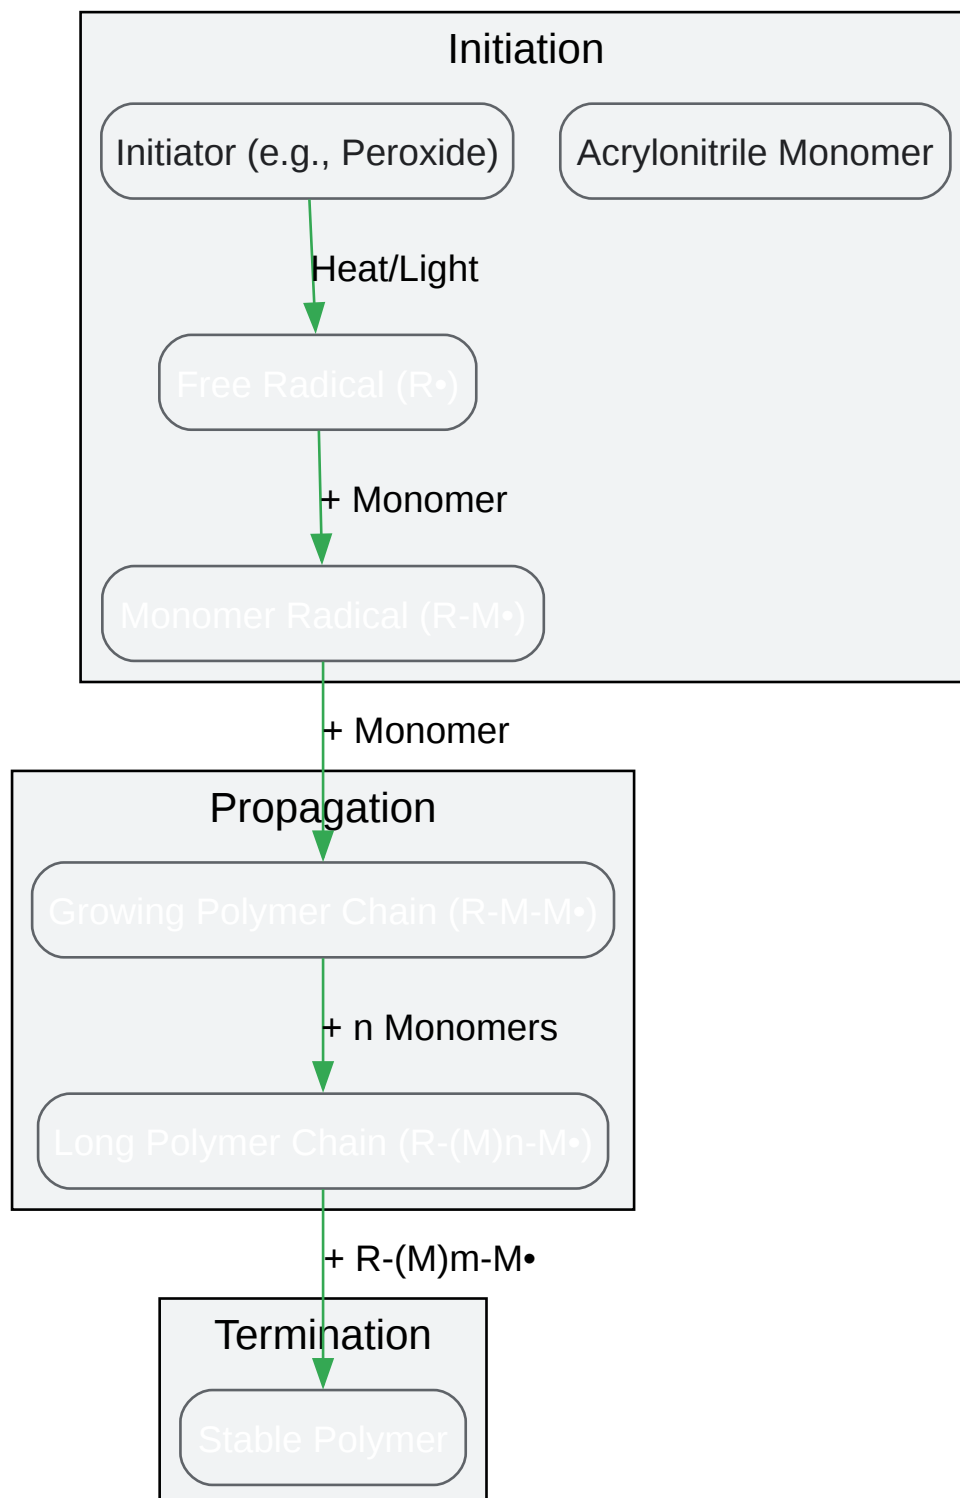 Initiation
Initiator (e.g., Peroxide)
Acrylonitrile Monomer
Heat/Light
Free Radical (R•)
+ Monomer
Monomer Radical (R-M•)
+ Monomer
Propagation
Growing Polymer Chain (R-M-M•)
+ n Monomers
Long Polymer Chain (R-(M)n-M•)
+ R-(M)m-M•
Termination
Stable Polymer